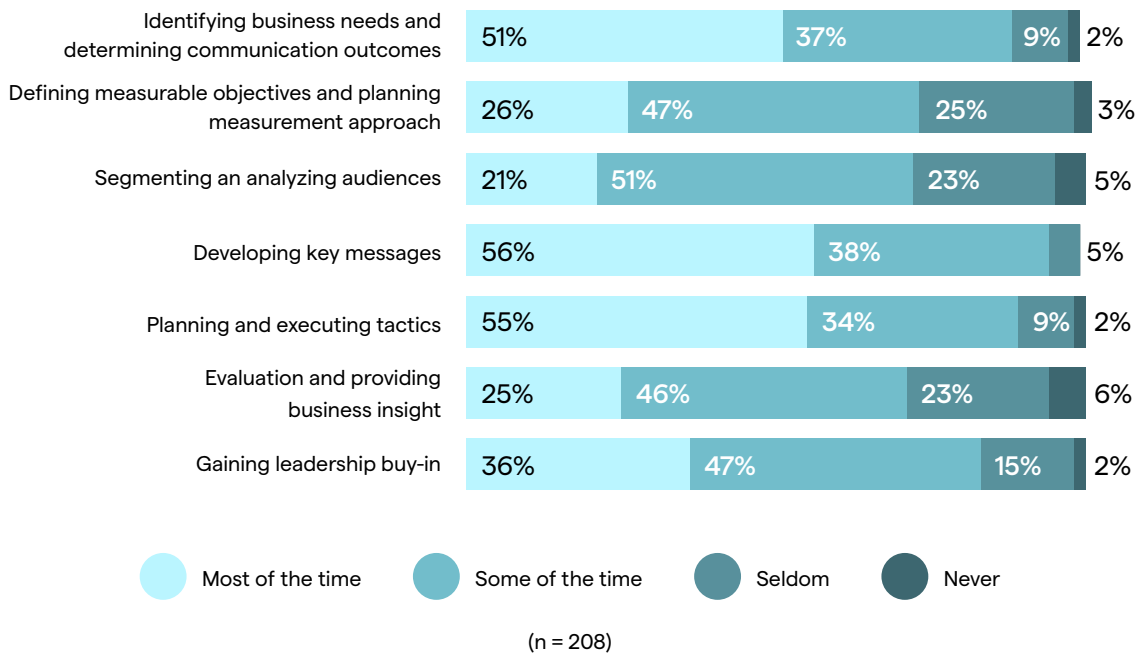 Identifying business needs and
determining communication outcomes
51% 37% 9% 2%
Defining measurable objectives and planning
measurement approach
26% 47% 25% 3%
Segmenting an analyzing audiences
21% 51% 23% 5%
Developing key messages
56% 38% 5%
Planning and executing tactics
55% 34% 9% 2%
Evaluation and providing
business insight
25% 46% 23% 6%
Gaining leadership buy-in
36% 47% 15% 2%
Most of the time Some of the time Seldom Never
(n = 208)